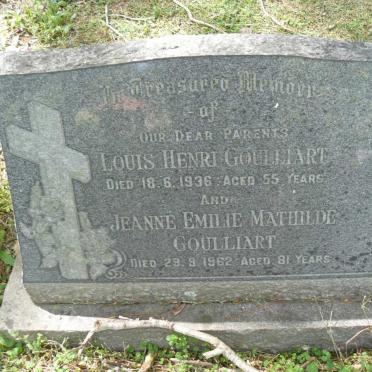 In Treasured Memory
of
Our Dear Parents
Louis Henri Goulliart
Died 18.6.1936 Aged 55 Years
And
Jeanne Emilie Mathilde
Goulliart
Died 29.9.1962 Aged 81 Years